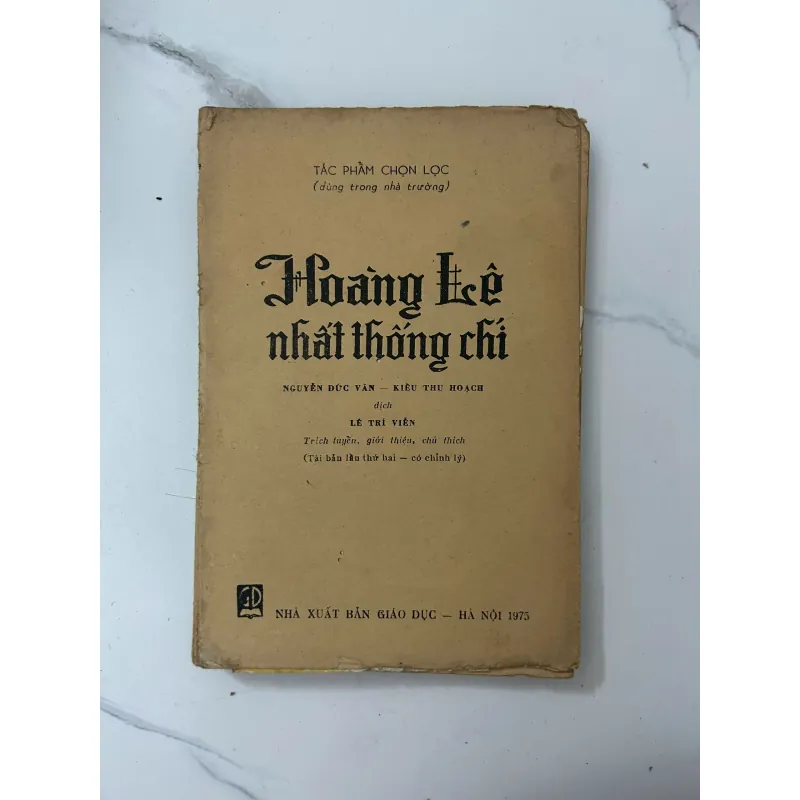 TÁC PHẨM CHỌN LỌC
(dùng trong nhà trường)
Hoàng Lê
nhất thống chí
NGUYỄN ĐỨC VÂN — KIỀU THU HOẠCH
dịch
LÊ TRÍ VIỄN
Trích tuyển, giới thiệu, chú thích
(Tái bản lần thứ hai — có chỉnh lý)
GD
NHÀ XUẤT BẢN GIÁO DỤC — HÀ NỘI 1975